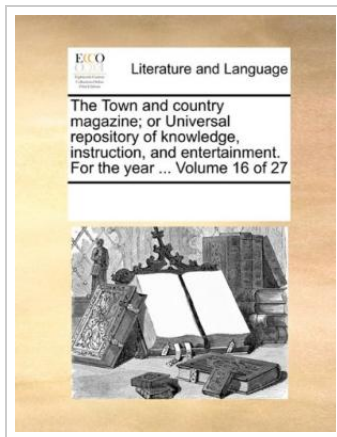 ECCO
Literature and Language
The Town and country
magazine; or Universal
repository of knowledge,
instruction, and entertainment.
For the year ... Volume 16 of 27